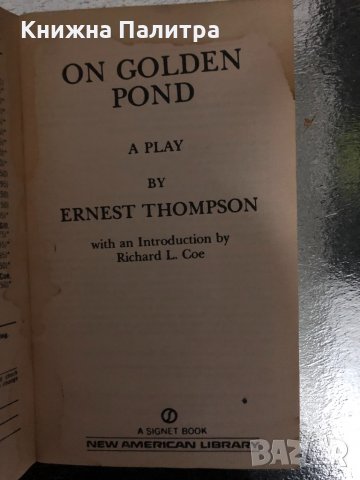 Книжна Палитра
ON GOLDEN
POND
A PLAY
BY
ERNEST THOMPSON
with an Introduction by
Richard L. Coe
A SIGNET BOOK
NEW AMERICAN LIBRARY
BAZAR